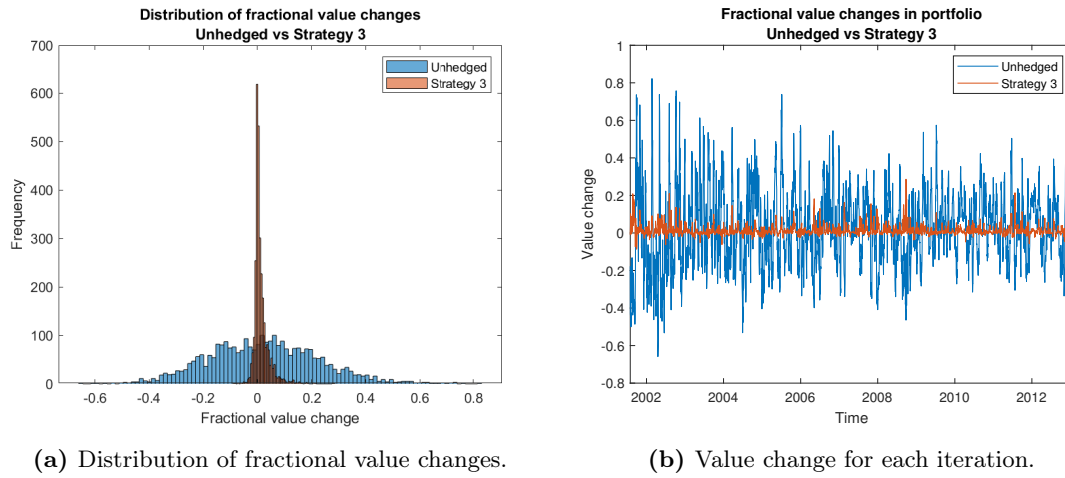 Distribution of fractional value changes
Unhedged vs Strategy 3
700
600
500
400
300
200
100
0
Frequency
-0.6 -0.4 -0.2 0 0.2 0.4 0.6 0.8
Fractional value change
Unhedged
Strategy 3
(a) Distribution of fractional value changes.
Fractional value changes in portfolio
Unhedged vs Strategy 3
1
0.8
0.6
0.4
0.2
0
-0.2
-0.4
-0.6
-0.8
Value change
2002 2004 2006 2008 2010 2012
Time
Unhedged
Strategy 3
(b) Value change for each iteration.